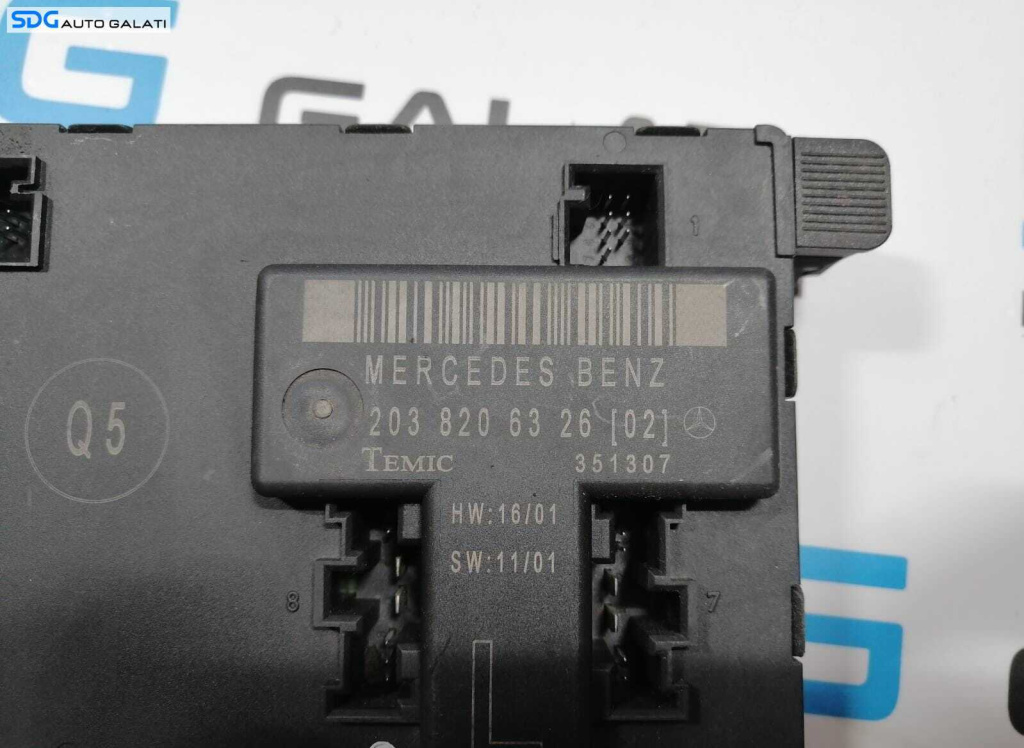 SDG AUTO GALATI
GALA
1
MERCEDES BENZ
203 820 63 26 [02]
TEMIC 351307
Q5
HW:16/01
SW:11/01
8
7
L